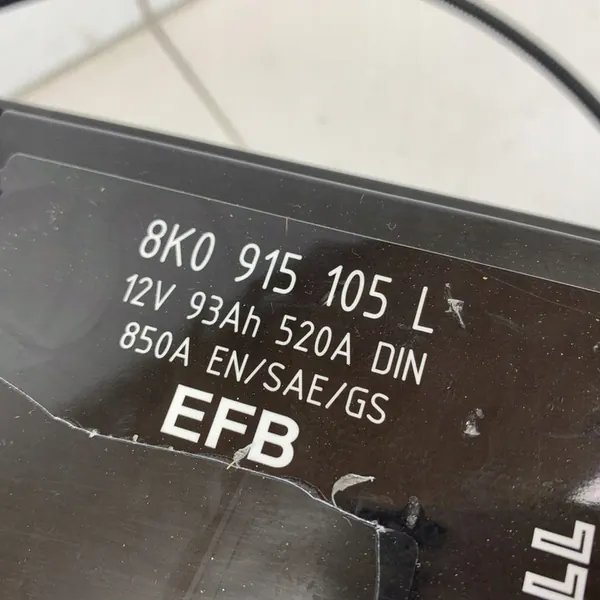 8K0 915 105 L
12V 93Ah 520A DIN
850A EN/SAE/GS
EFB